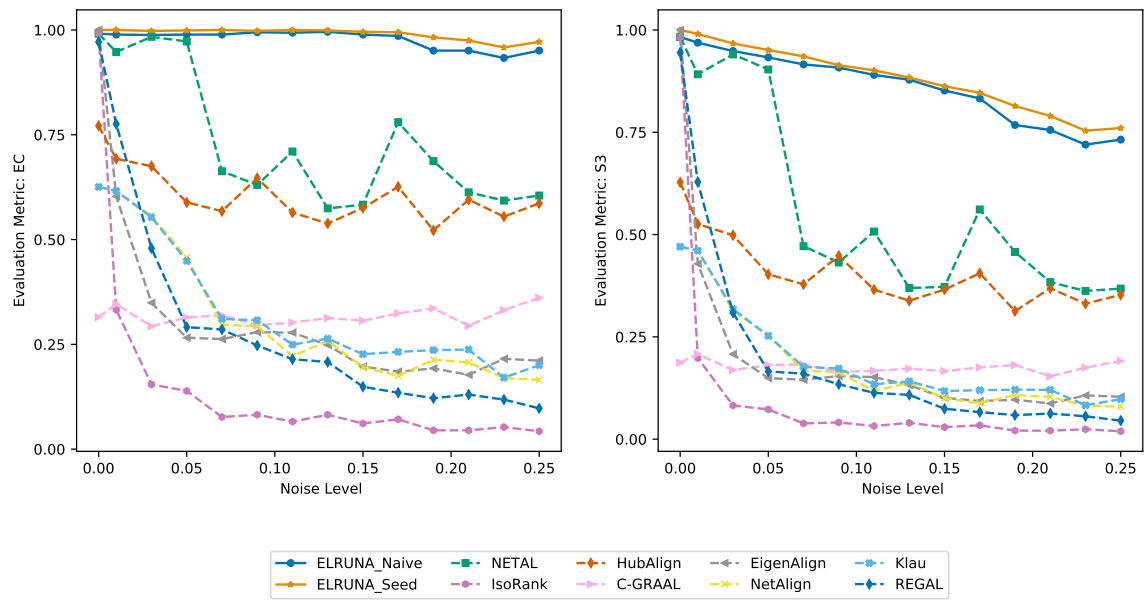 1.00
0.75
0.50
0.25
0.00
Evaluation Metric: EC
0.00 0.05 0.10 0.15 0.20 0.25
Noise Level
1.00
0.75
0.50
0.25
0.00
Evaluation Metric: S3
0.00 0.05 0.10 0.15 0.20 0.25
Noise Level
ELRUNA_Naive NETAL HubAlign EigenAlign Klau
ELRUNA_Seed IsoRank C-GRAAL NetAlign REGAL